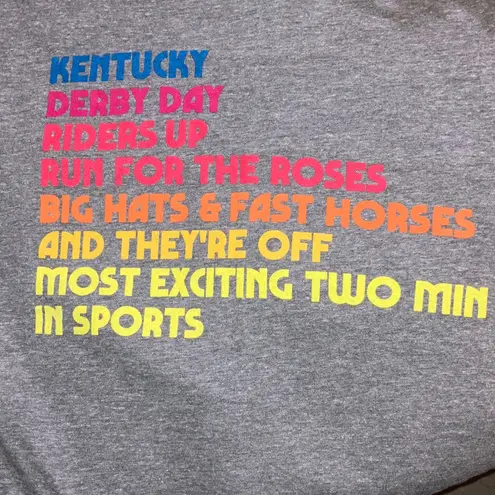 KENTUCKY
DERBY DAY
RIDERS UP
RUN FOR THE ROSES
BIG HATS & FAST HORSES
AND THEY'RE OFF
MOST EXCITING TWO MIN
IN SPORTS